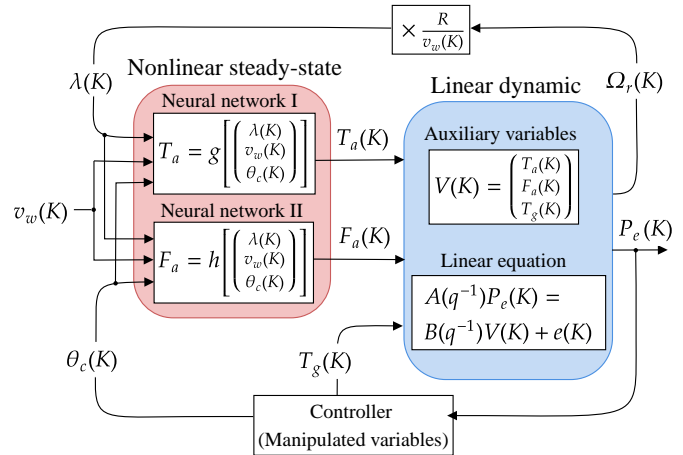 × R/v_w(K)
Nonlinear steady-state
λ(K)
Linear dynamic
Ω_r(K)
Neural network I
T_a = g[(λ(K) v_w(K) θ_c(K))]
T_a(K)
Auxiliary variables
V(K) = (T_a(K) F_a(K) T_g(K))
v_w(K)
Neural network II
F_a = h[(λ(K) v_w(K) θ_c(K))]
F_a(K)
P_e(K)
Linear equation
A(q⁻¹)P_e(K) =
B(q⁻¹)V(K) + e(K)
θ_c(K)
T_g(K)
Controller
(Manipulated variables)